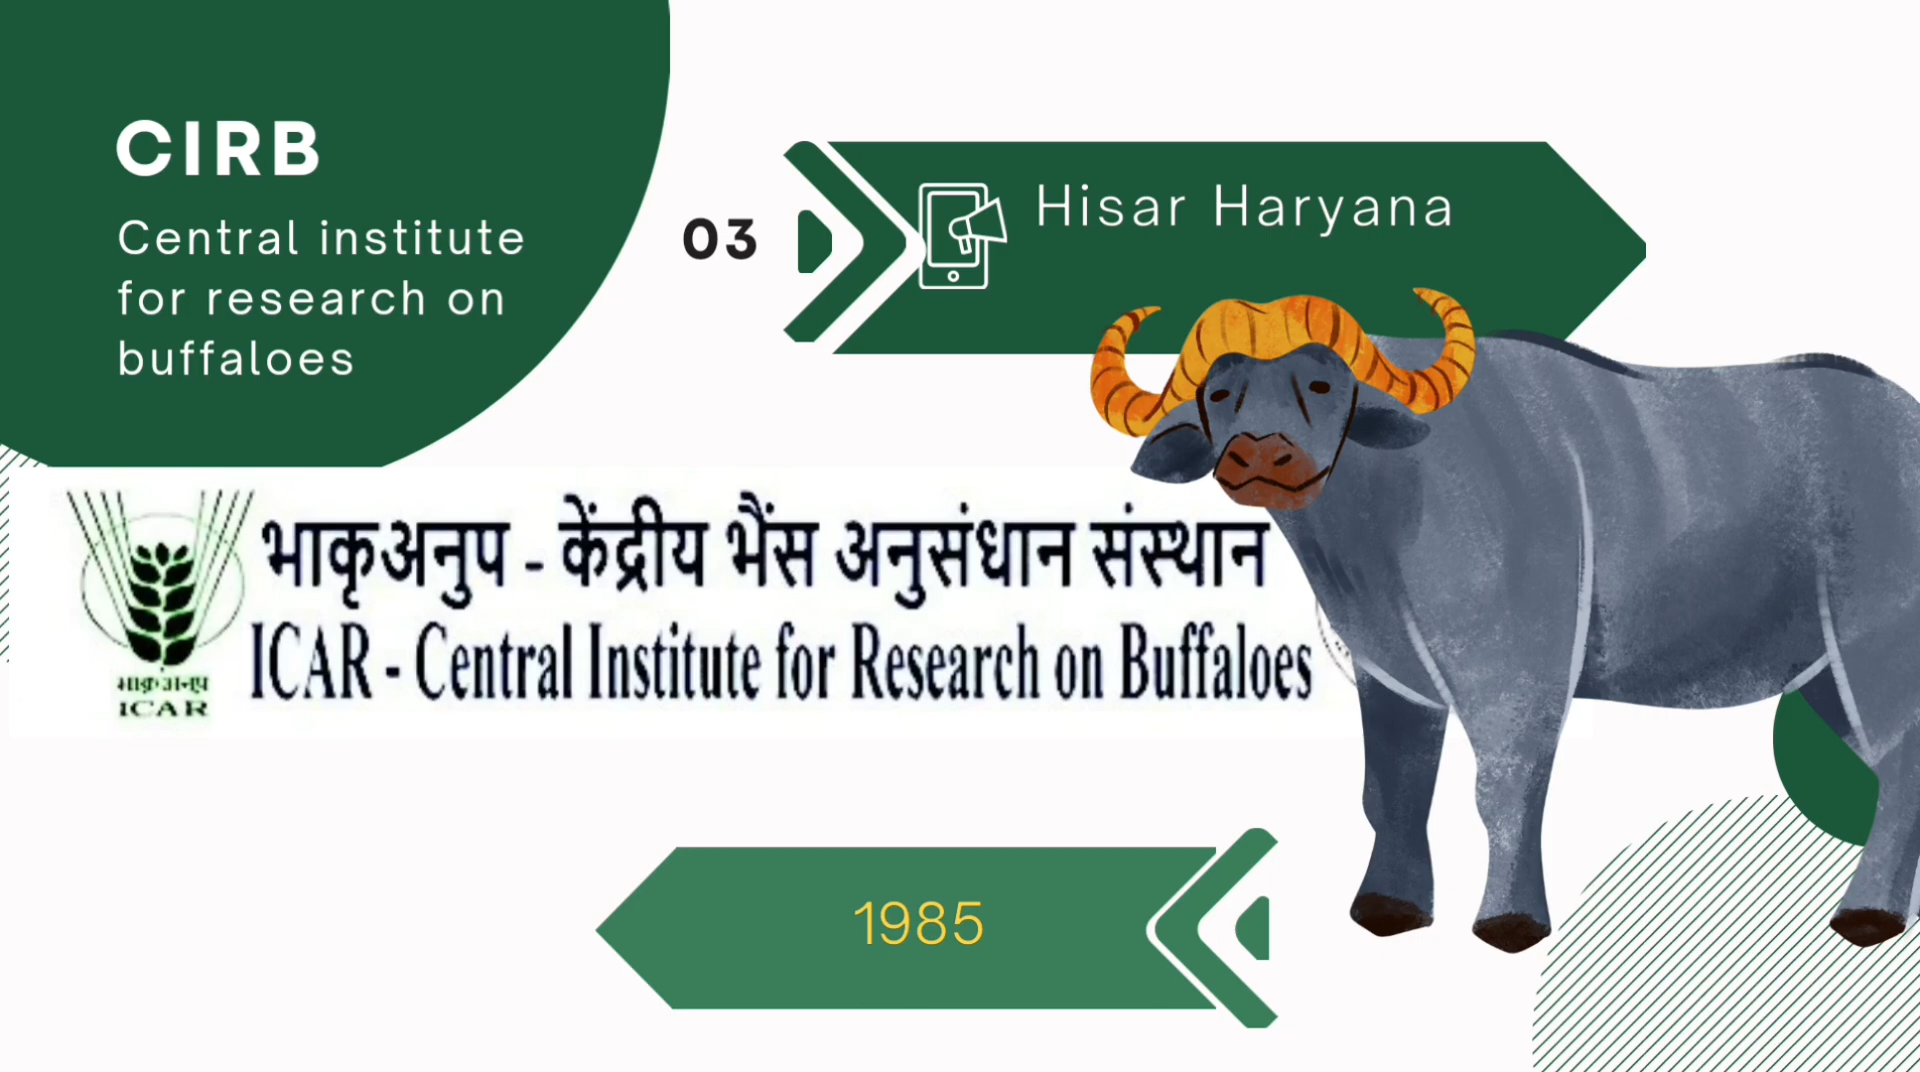 CIRB
Central institute
for research on
buffaloes
03
Hisar Haryana
भाकृअनुप - केंद्रीय भैंस अनुसंधान संस्थान
ICAR - Central Institute for Research on Buffaloes
भाकृअनुप
ICAR
1985